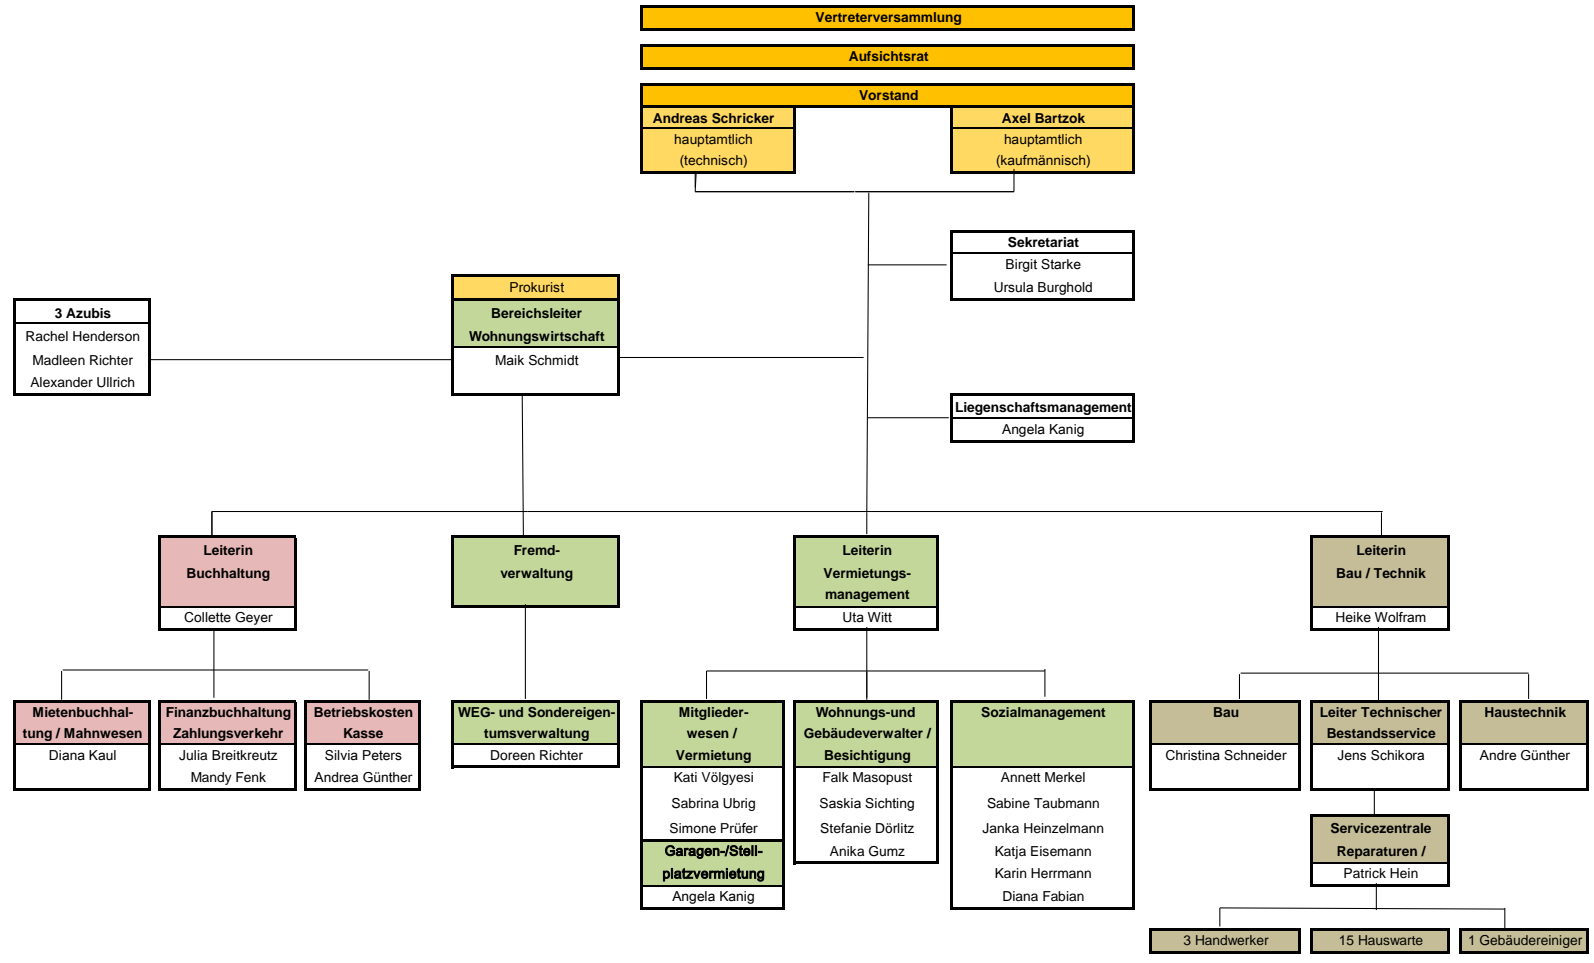 Vertreterversammlung
Aufsichtsrat
Vorstand
Andreas Schricker
hauptamtlich
(technisch)
Axel Bartzok
hauptamtlich
(kaufmännisch)
Sekretariat
Birgit Starke
Ursula Burghold
Prokurist
Bereichsleiter
Wohnungswirtschaft
Maik Schmidt
3 Azubis
Rachel Henderson
Madleen Richter
Alexander Ullrich
Liegenschaftsmanagement
Angela Kanig
Leiterin
Buchhaltung
Collette Geyer
Fremd-
verwaltung
Leiterin
Vermietungs-
management
Uta Witt
Leiterin
Bau / Technik
Heike Wolfram
Mietenbuchhal-
tung / Mahnwesen
Diana Kaul
Finanzbuchhaltung
Zahlungsverkehr
Julia Breitkreutz
Mandy Fenk
Betriebskosten
Kasse
Silvia Peters
Andrea Günther
WEG- und Sondereigen-
tumsverwaltung
Doreen Richter
Mitglieder-
wesen /
Vermietung
Kati Völgyesi
Sabrina Ubrig
Simone Prüfer
Garagen-/Stell-
platzvermietung
Angela Kanig
Wohnungs-und
Gebäudeverwalter /
Besichtigung
Falk Masopust
Saskia Sichting
Stefanie Dörlitz
Anika Gumz
Sozialmanagement
Annett Merkel
Sabine Taubmann
Janka Heinzelmann
Katja Eisemann
Karin Herrmann
Diana Fabian
Bau
Christina Schneider
Leiter Technischer
Bestandsservice
Jens Schikora
Haustechnik
Andre Günther
Servicezentrale
Reparaturen /
Patrick Hein
3 Handwerker
15 Hauswarte
1 Gebäudereiniger